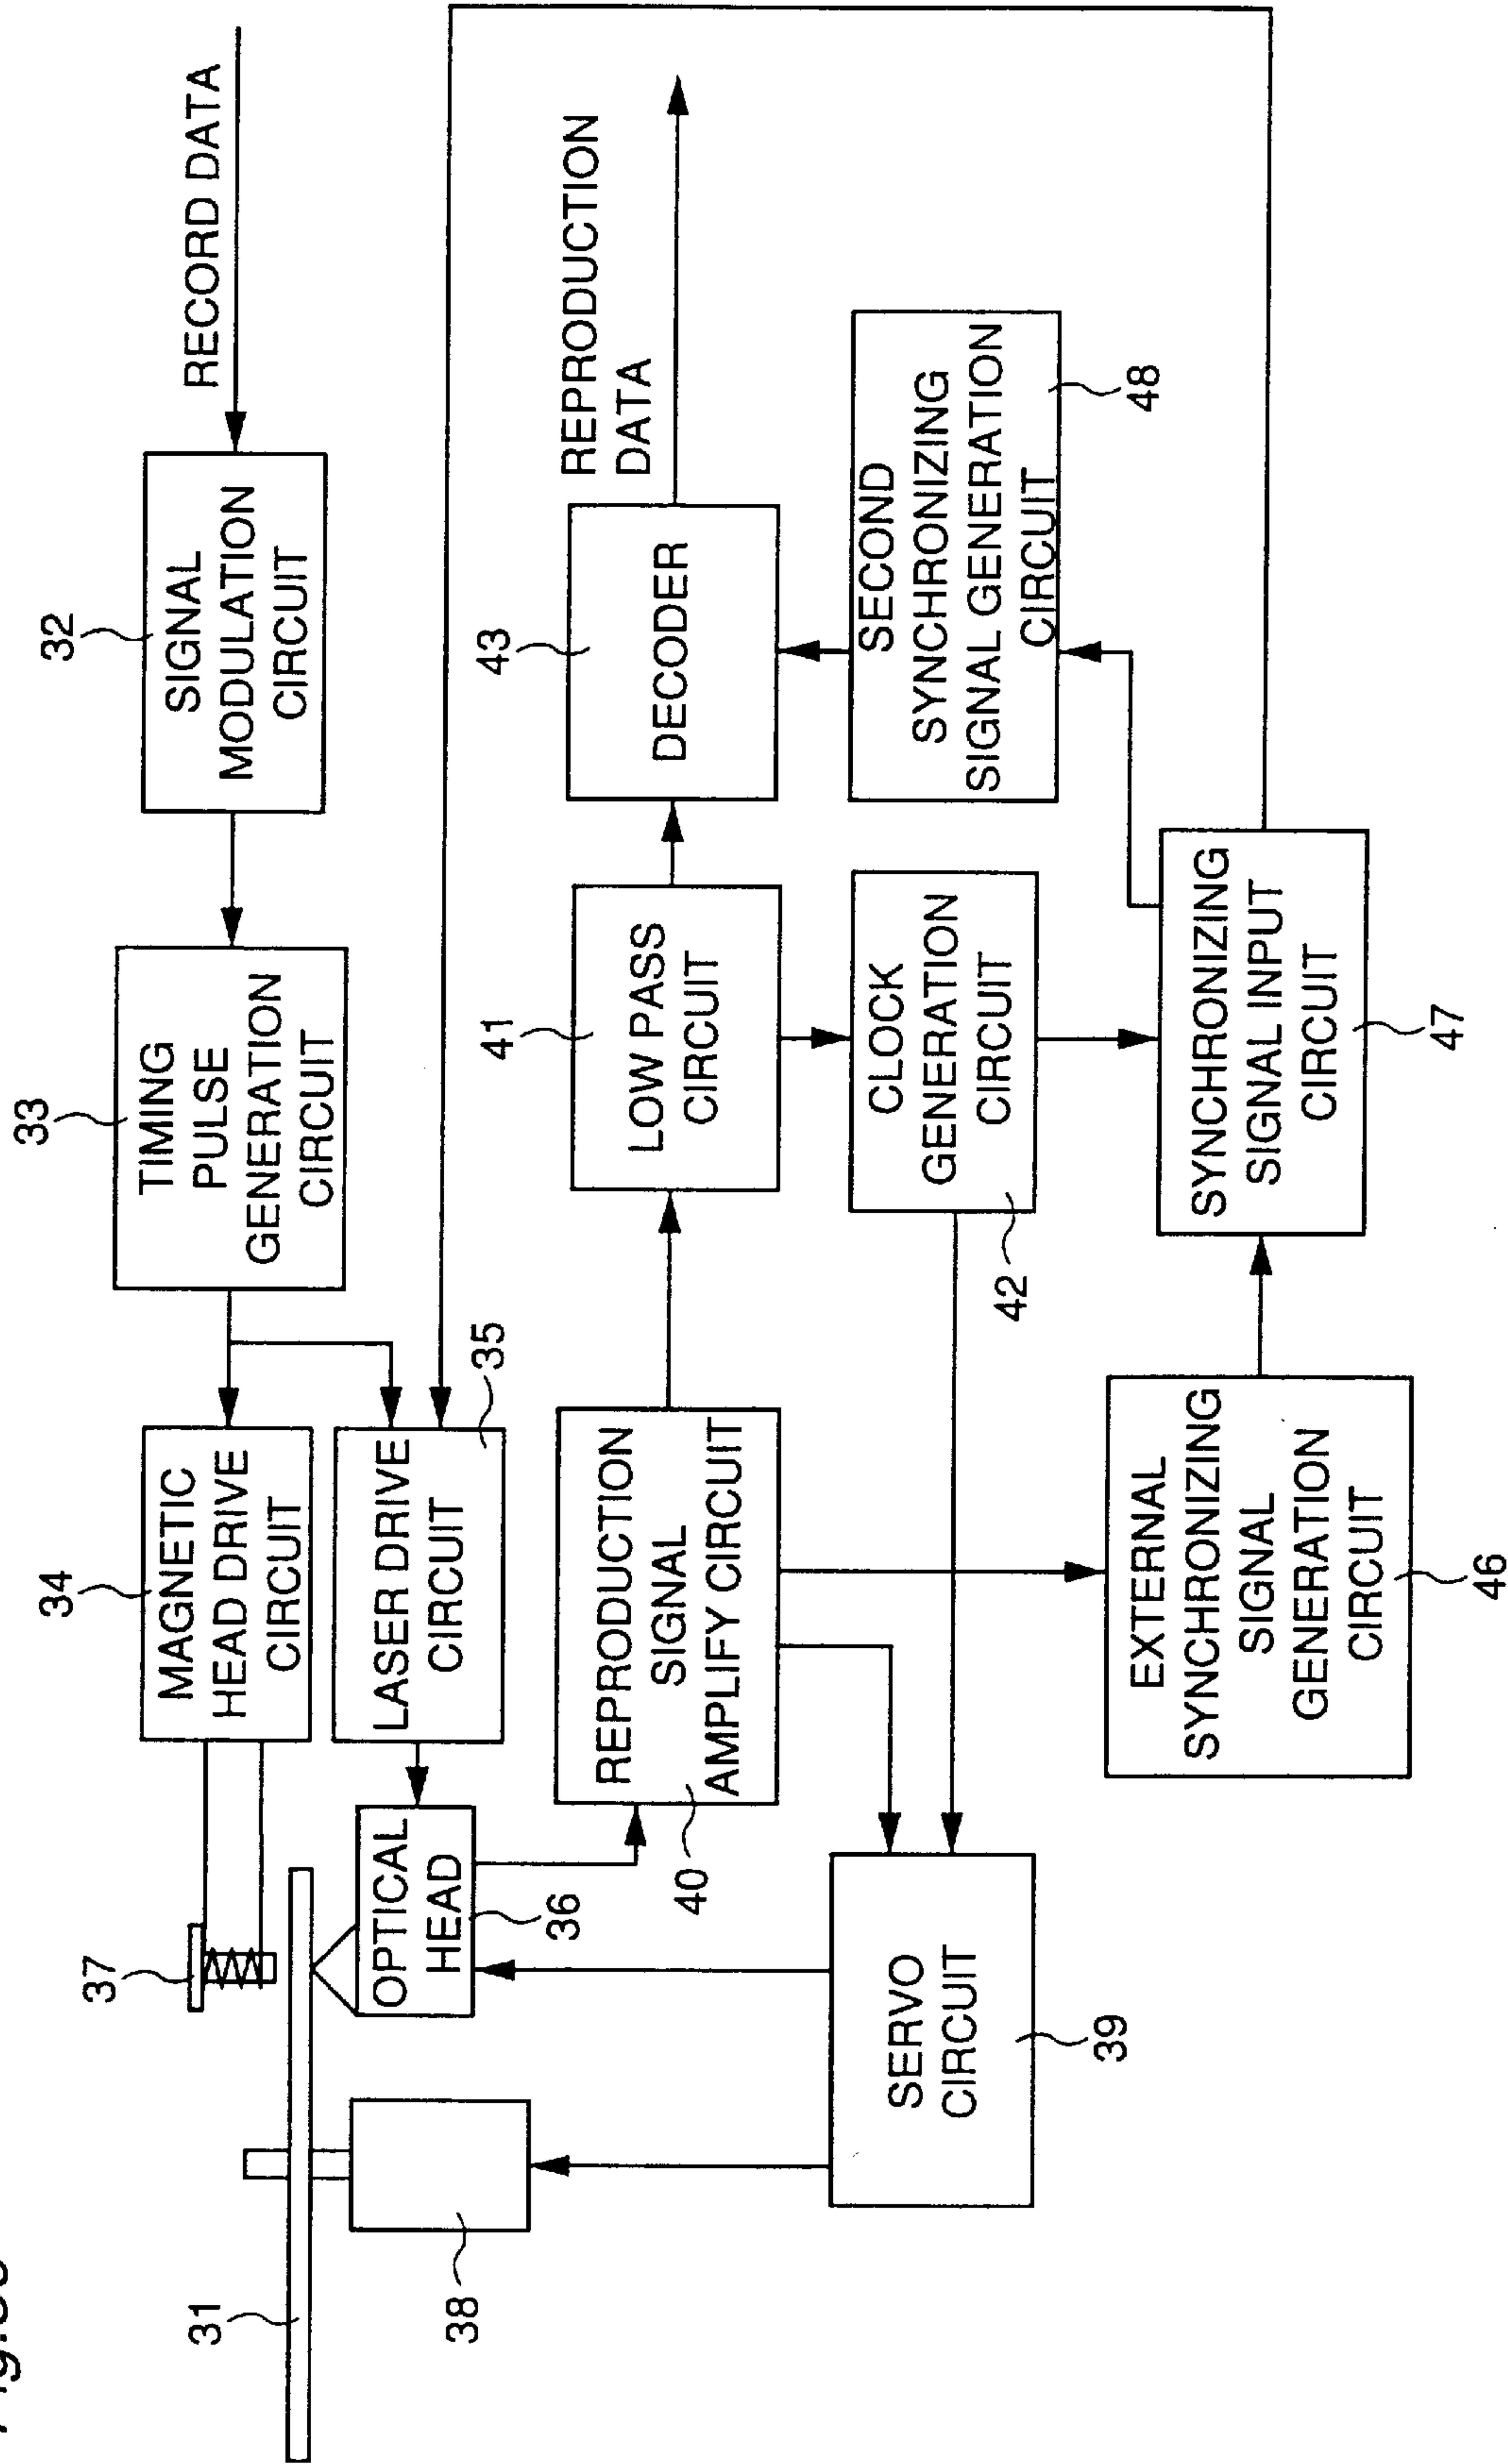 33
34
32
37
TIMING
PULSE
GENERATION
CIRCUIT
MAGNETIC
HEAD DRIVE
CIRCUIT
SIGNAL
MODULATION
CIRCUIT
RECORD DATA
31
LASER DRIVE
CIRCUIT
35
OPTICAL
HEAD
36
38
REPRODUCTION
SIGNAL
AMPLIFY CIRCUIT
40
41
LOW PASS
CIRCUIT
43
DECODER
REPRODUCTION
DATA
SERVO
CIRCUIT
39
CLOCK
GENERATION
CIRCUIT
42
SECOND
SYNCHRONIZING
SIGNAL GENERATION
CIRCUIT
48
EXTERNAL
SYNCHRONIZING
SIGNAL
GENERATION
CIRCUIT
46
SYNCHRONIZING
SIGNAL INPUT
CIRCUIT
47